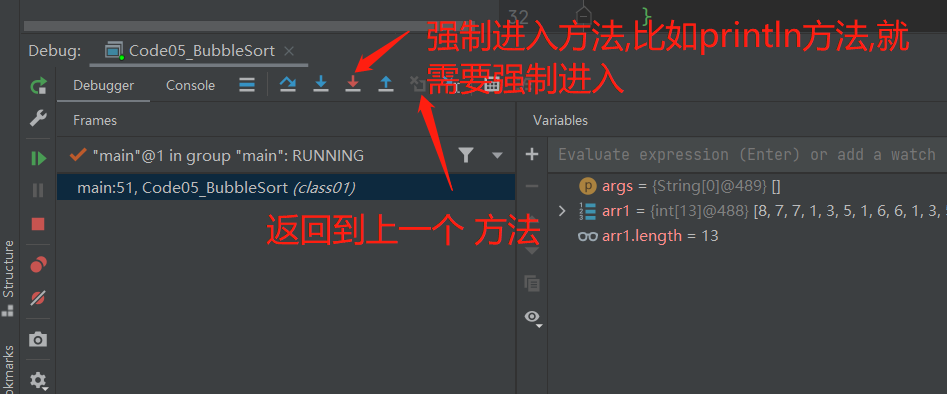 32
}
Debug:
Code05_BubbleSort
强制进入方法,比如println方法,就
需要强制进入
Debugger
Console
Frames
Variables
"main"@1 in group "main": RUNNING
Evaluate expression (Enter) or add a watch
main:51, Code05_BubbleSort (class01)
args = {String[0]@489} []
arr1 = {int[13]@488} [8, 7, 7, 1, 3, 5, 1, 6, 6, 1, 3,
arr1.length = 13
返回到上一个 方法
Structure